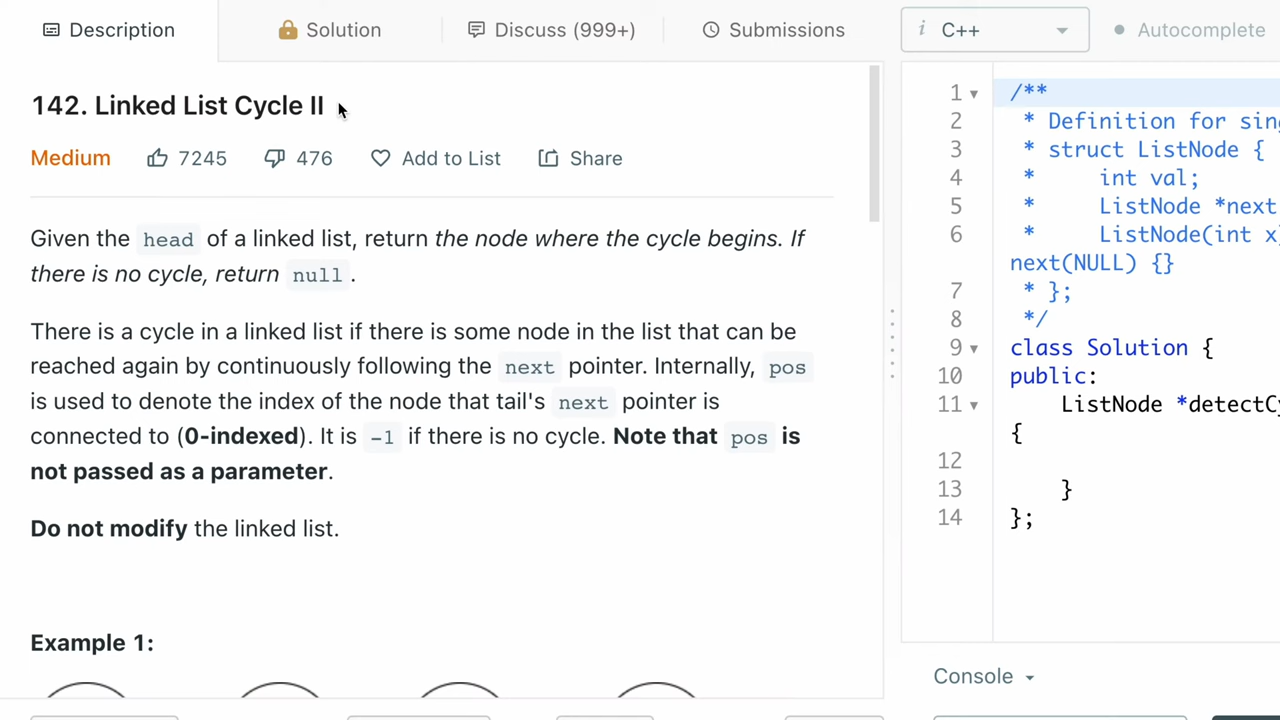 Description
Solution
Discuss (999+)
Submissions
i C++
Autocomplete
142. Linked List Cycle II
Medium 7245 476 Add to List Share
Given the head of a linked list, return the node where the cycle begins. If
there is no cycle, return null.
There is a cycle in a linked list if there is some node in the list that can be
reached again by continuously following the next pointer. Internally, pos
is used to denote the index of the node that tail's next pointer is
connected to (0-indexed). It is -1 if there is no cycle. Note that pos is
not passed as a parameter.
Do not modify the linked list.
Example 1:
1 /**
2 * Definition for sing
3 * struct ListNode {
4 * int val;
5 * ListNode *next
6 * ListNode(int x)
next(NULL) {}
7 * };
8 */
9 class Solution {
10 public:
11 ListNode *detectCy
{
12
13 }
14 };
Console